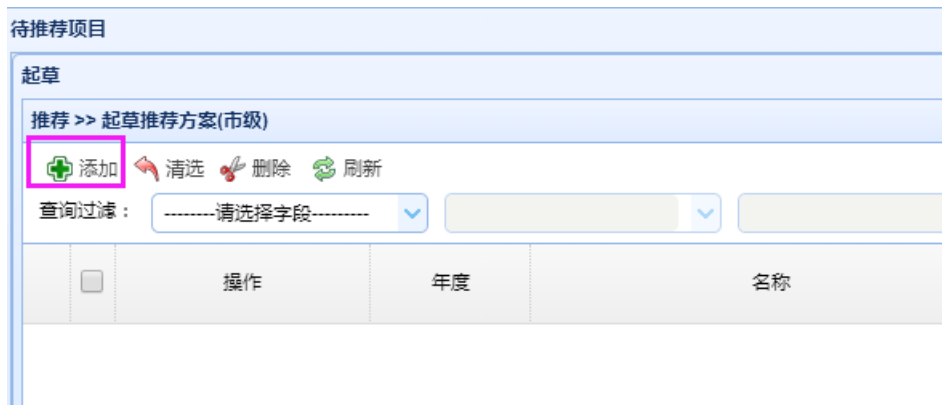 待推荐项目
起草
推荐 >> 起草推荐方案(市级)
添加 清选 删除 刷新
查询过滤： --------请选择字段---------
操作 年度 名称